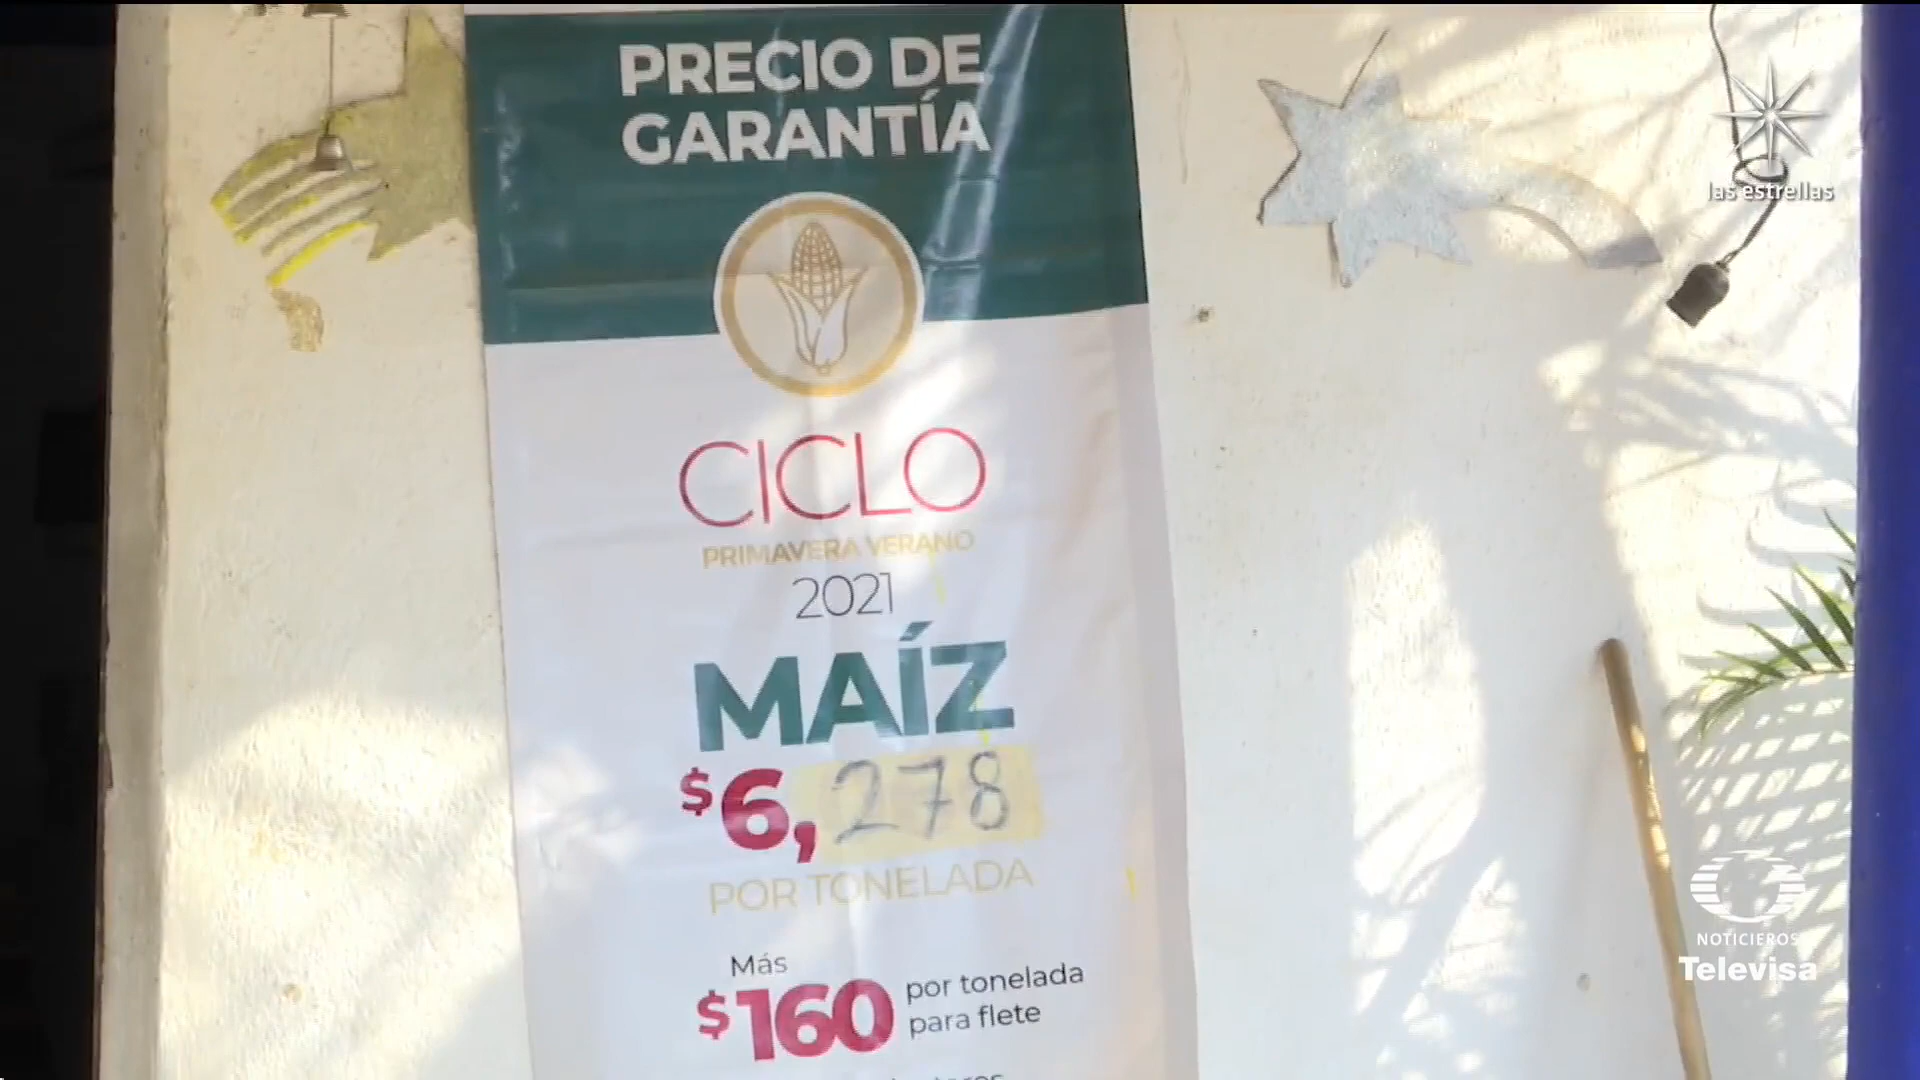 PRECIO DE
GARANTÍA
CICLO
PRIMAVERA VERANO
2021
MAÍZ
$6,278
POR TONELADA
Más
$160 por tonelada
para flete
las estrellas
NOTICIEROS
Televisa